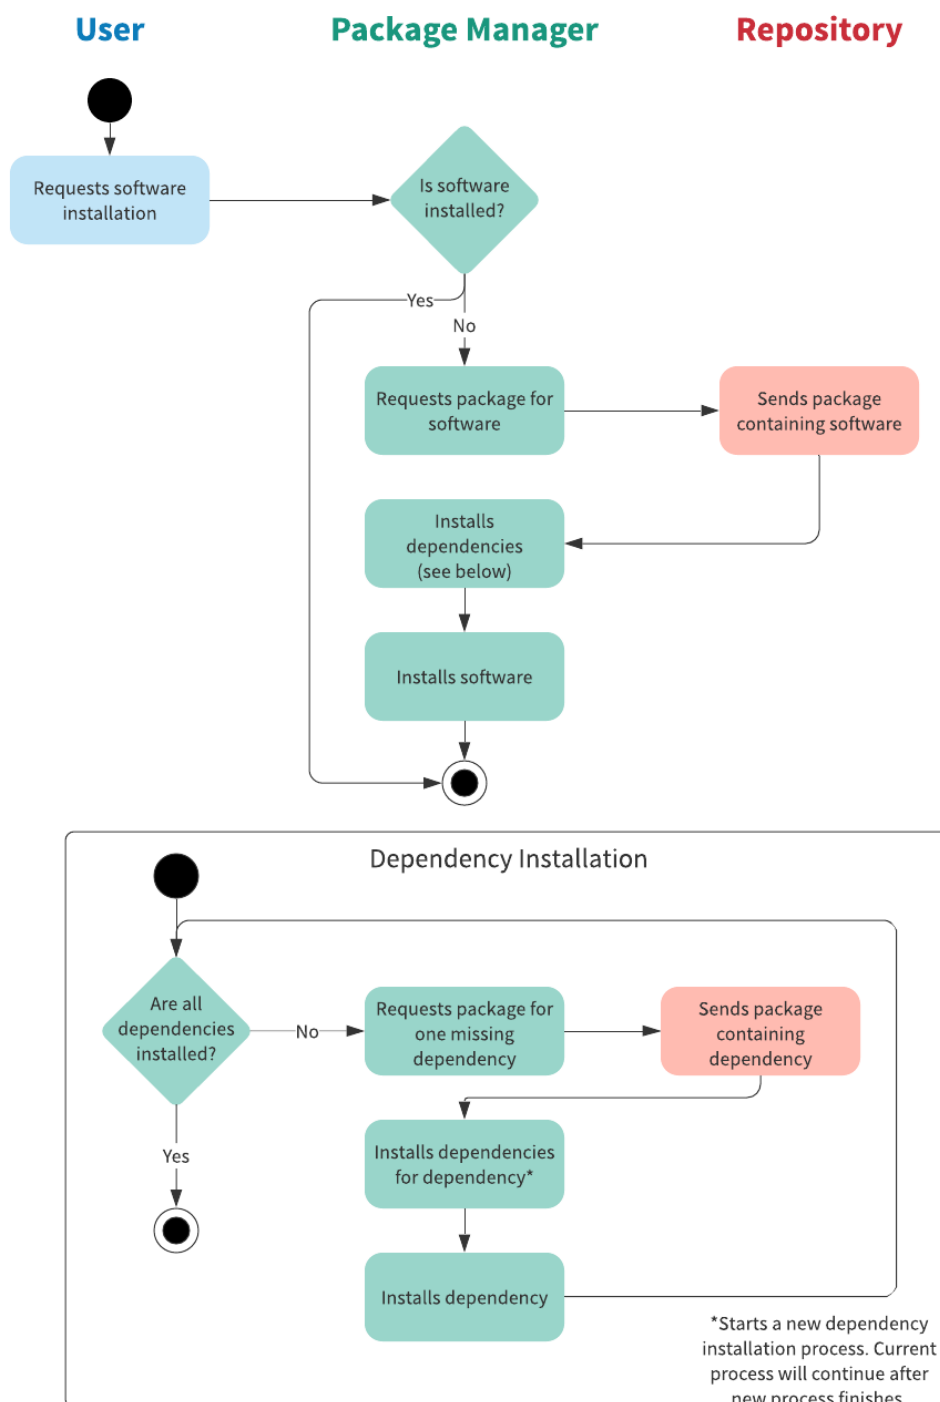 User
Package Manager
Repository
Requests software
installation
Is software
installed?
Yes
No
Requests package for
software
Sends package
containing software
Installs
dependencies
(see below)
Installs software
Dependency Installation
Are all
dependencies
installed?
No
Requests package for
one missing
dependency
Sends package
containing
dependency
Yes
Installs dependencies
for dependency*
Installs dependency
*Starts a new dependency
installation process. Current
process will continue after
new process finishes